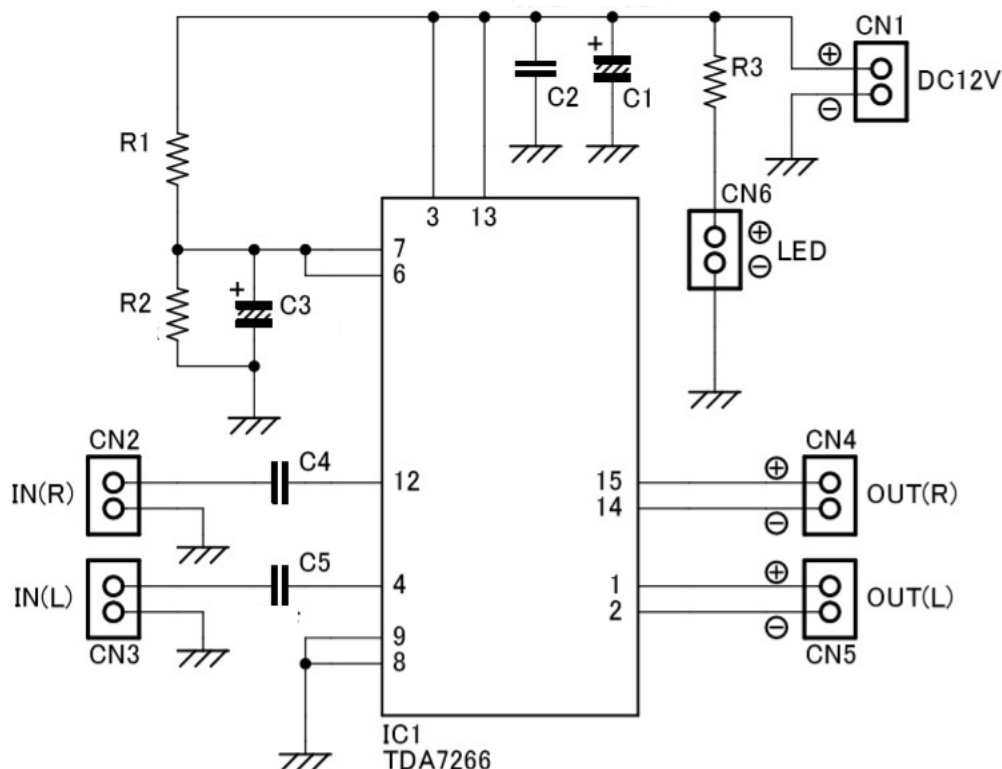 CN1
+
R3
DC12V
C2
C1
R1
3
13
CN6
7
6
LED
R2
+
C3
CN2
C4
CN4
IN(R)
12
15
OUT(R)
14
C5
IN(L)
4
1
OUT(L)
2
9
CN3
8
CN5
IC1
TDA7266